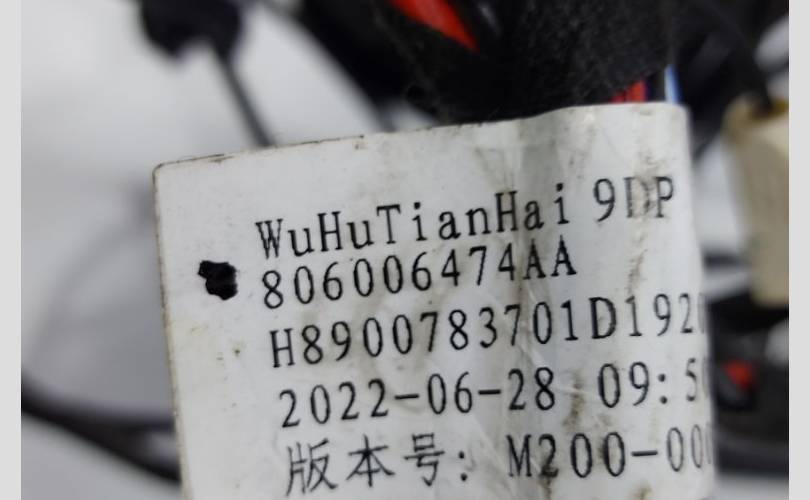 WuHuTianHai 9DP
806006474AA
H8900783701D192
2022-06-28 09:5
版本号: M200-00